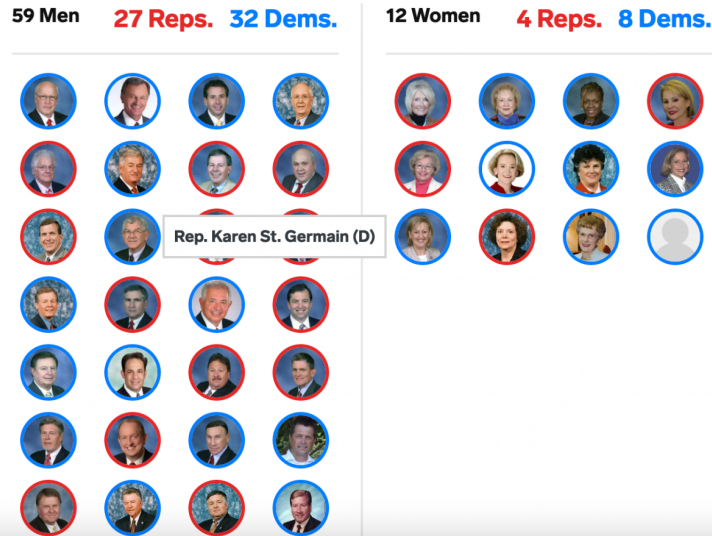 59 Men 27 Reps. 32 Dems.
12 Women 4 Reps. 8 Dems.
Rep. Karen St. Germain (D)